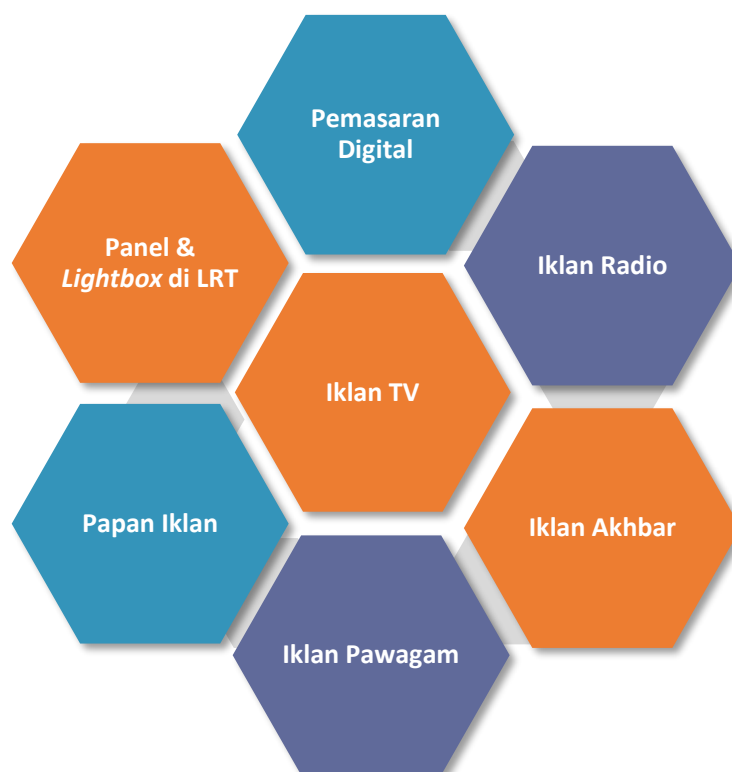 Pemasaran
Digital
Panel &
Lightbox di LRT
Iklan Radio
Iklan TV
Papan Iklan
Iklan Akhbar
Iklan Pawagam